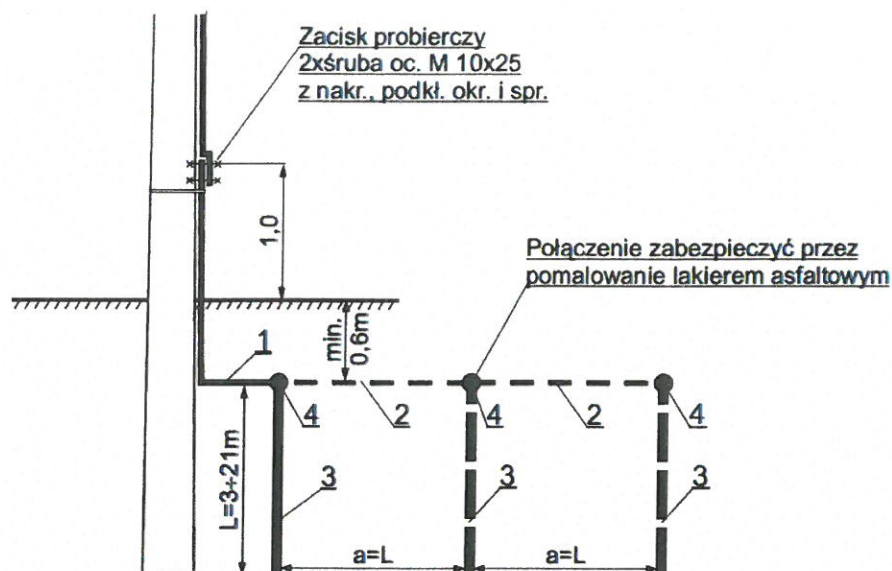 Zacisk probierczy
2xśruba oc. M 10x25
z nakr., podkł. okr. i spr.
1,0
Połączenie zabezpieczyć przez
pomalowanie lakierem asfaltowym
min.
0,6m
1
4
2
4
2
4
L=3÷21m
3
3
3
a=L
a=L